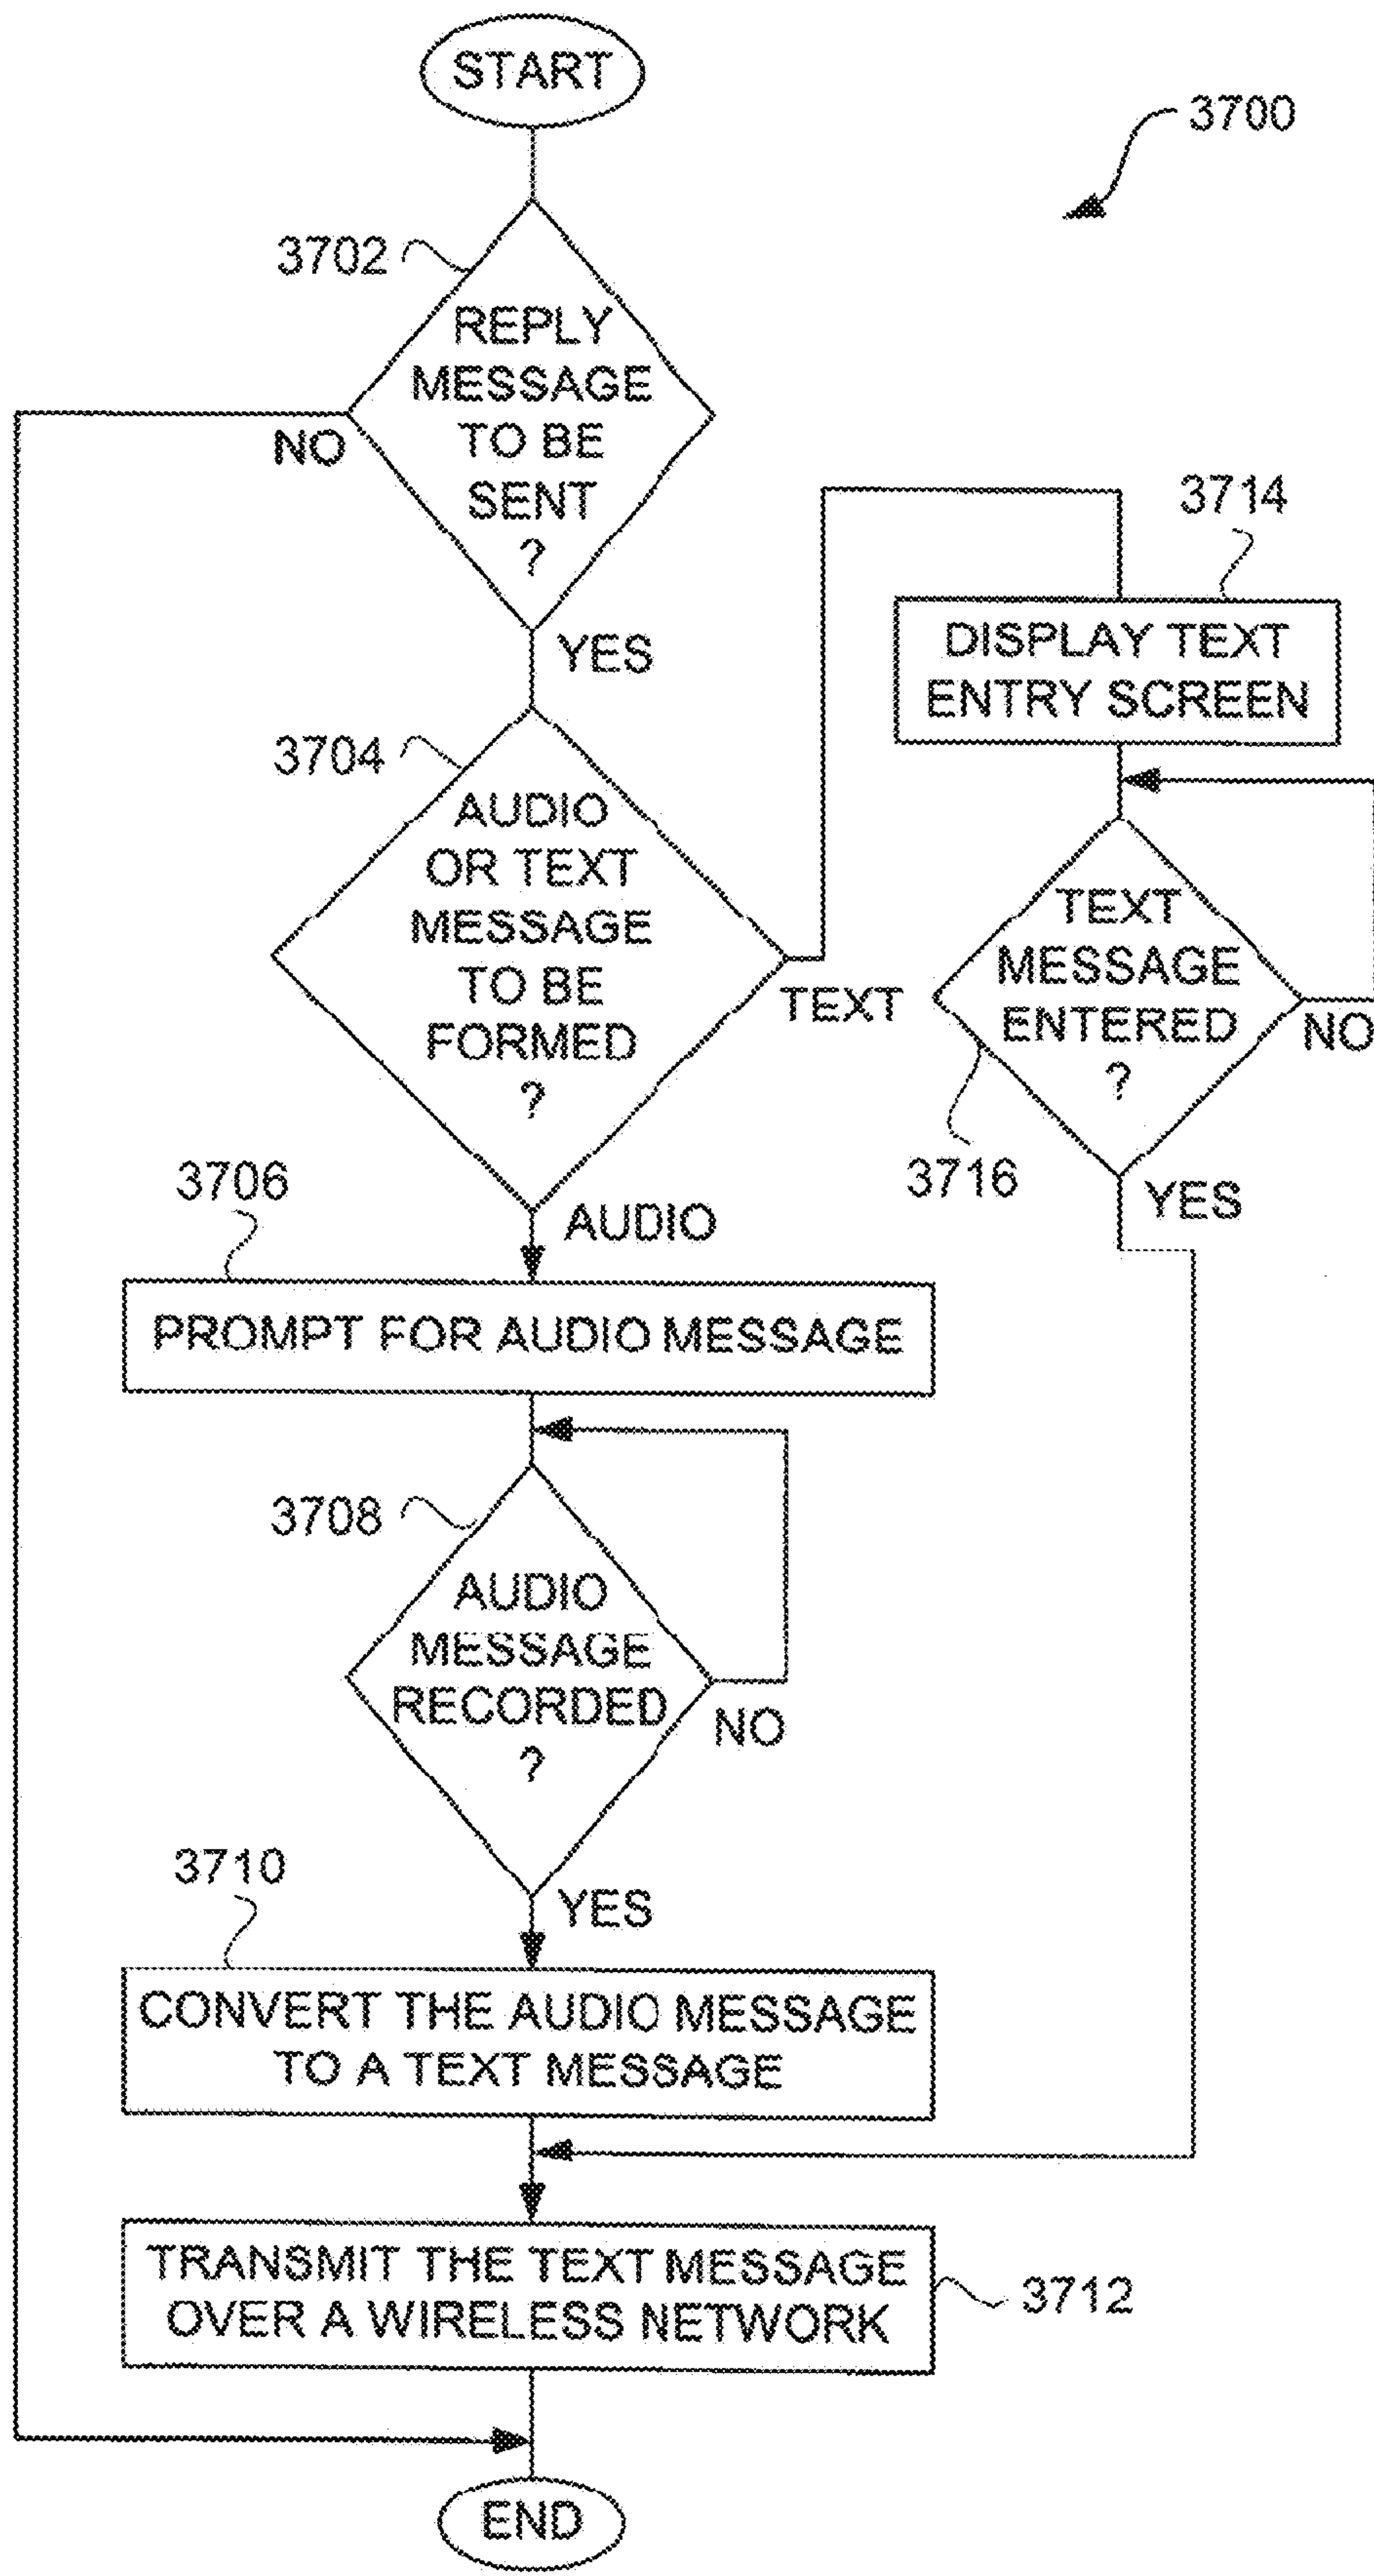 START
3700
3702
REPLY
MESSAGE
TO BE
SENT
?
NO
YES
3704
AUDIO
OR TEXT
MESSAGE
TO BE
FORMED
?
TEXT
AUDIO
3714
DISPLAY TEXT
ENTRY SCREEN
TEXT
MESSAGE
ENTERED
?
NO
3716
YES
3706
PROMPT FOR AUDIO MESSAGE
3708
AUDIO
MESSAGE
RECORDED
?
NO
YES
3710
CONVERT THE AUDIO MESSAGE
TO A TEXT MESSAGE
TRANSMIT THE TEXT MESSAGE
OVER A WIRELESS NETWORK
3712
END